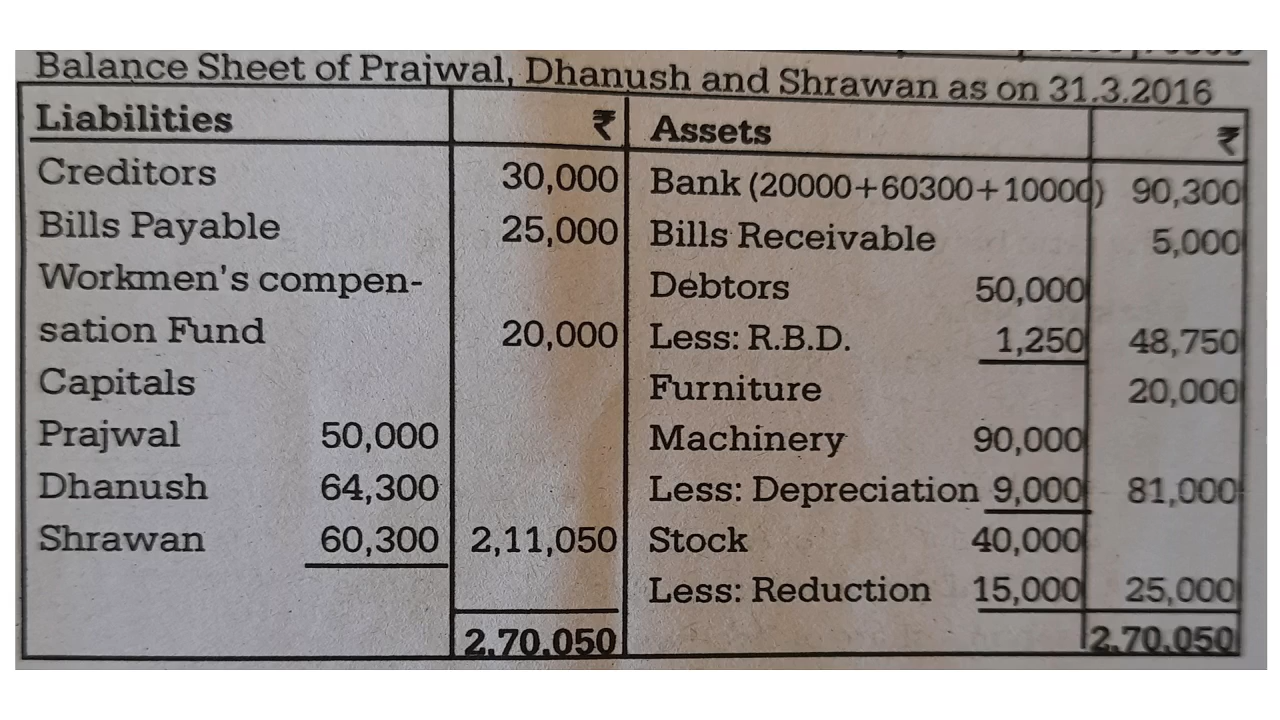 Balance Sheet of Prajwal, Dhanush and Shrawan as on 31.3.2016
Liabilities ₹ Assets ₹
Creditors 30,000 Bank (20000+60300+10000) 90,300
Bills Payable 25,000 Bills Receivable 5,000
Workmen's compen- Debtors 50,000
sation Fund 20,000 Less: R.B.D. 1,250 48,750
Capitals Furniture 20,000
Prajwal 50,000 Machinery 90,000
Dhanush 64,300 Less: Depreciation 9,000 81,000
Shrawan 60,300 2,11,050 Stock 40,000
Less: Reduction 15,000 25,000
2,70,050 2,70,050